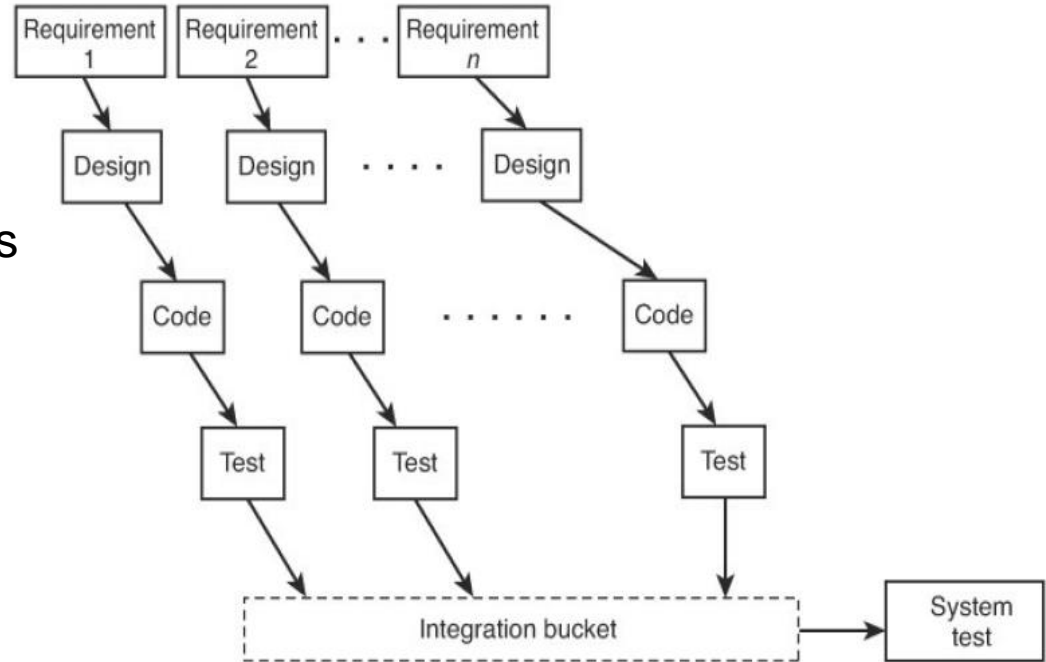 Requirement
1
Requirement
2
. . .
Requirement
n
Design
Design
. . . .
Design
s
Code
Code
. . . . . .
Code
Test
Test
Test
Integration bucket
System
test